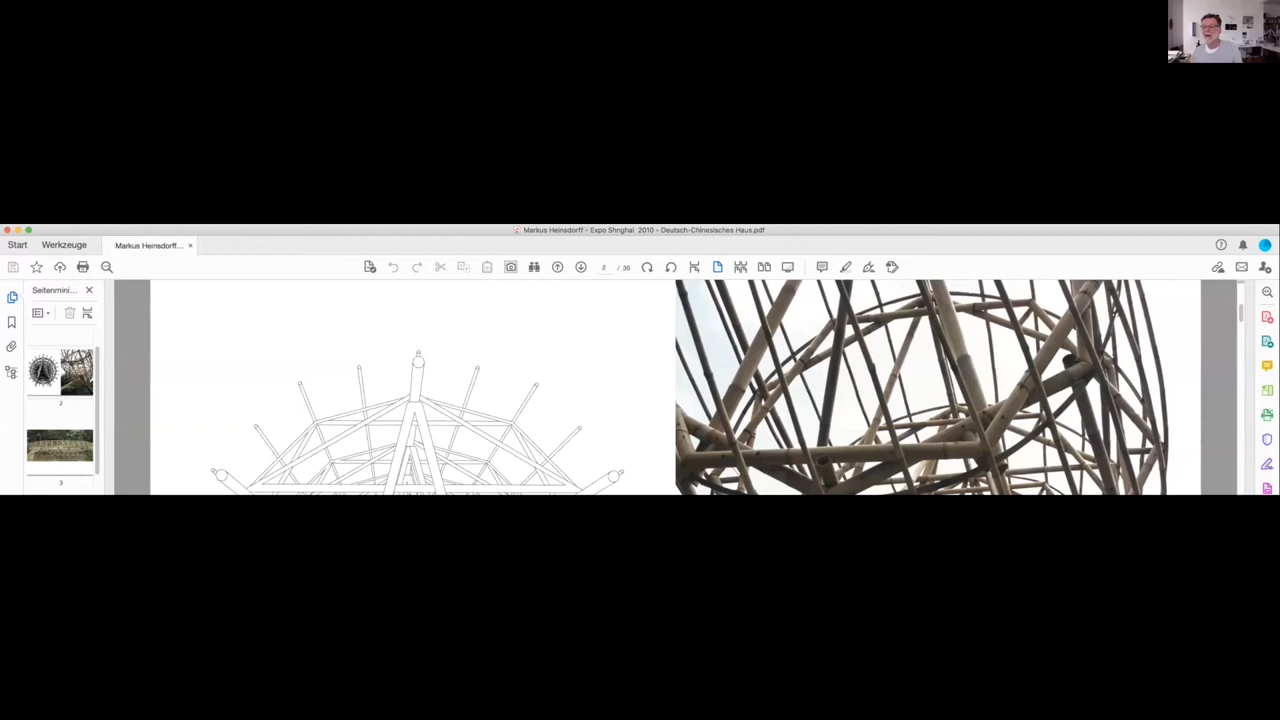 Markus Heinsdorff - Expo Shnghai 2010 - Deutsch-Chinesisches Haus.pdf
Start
Werkzeuge
Markus Heinsdorff...
2 / 35
Seitenmini...
2
3